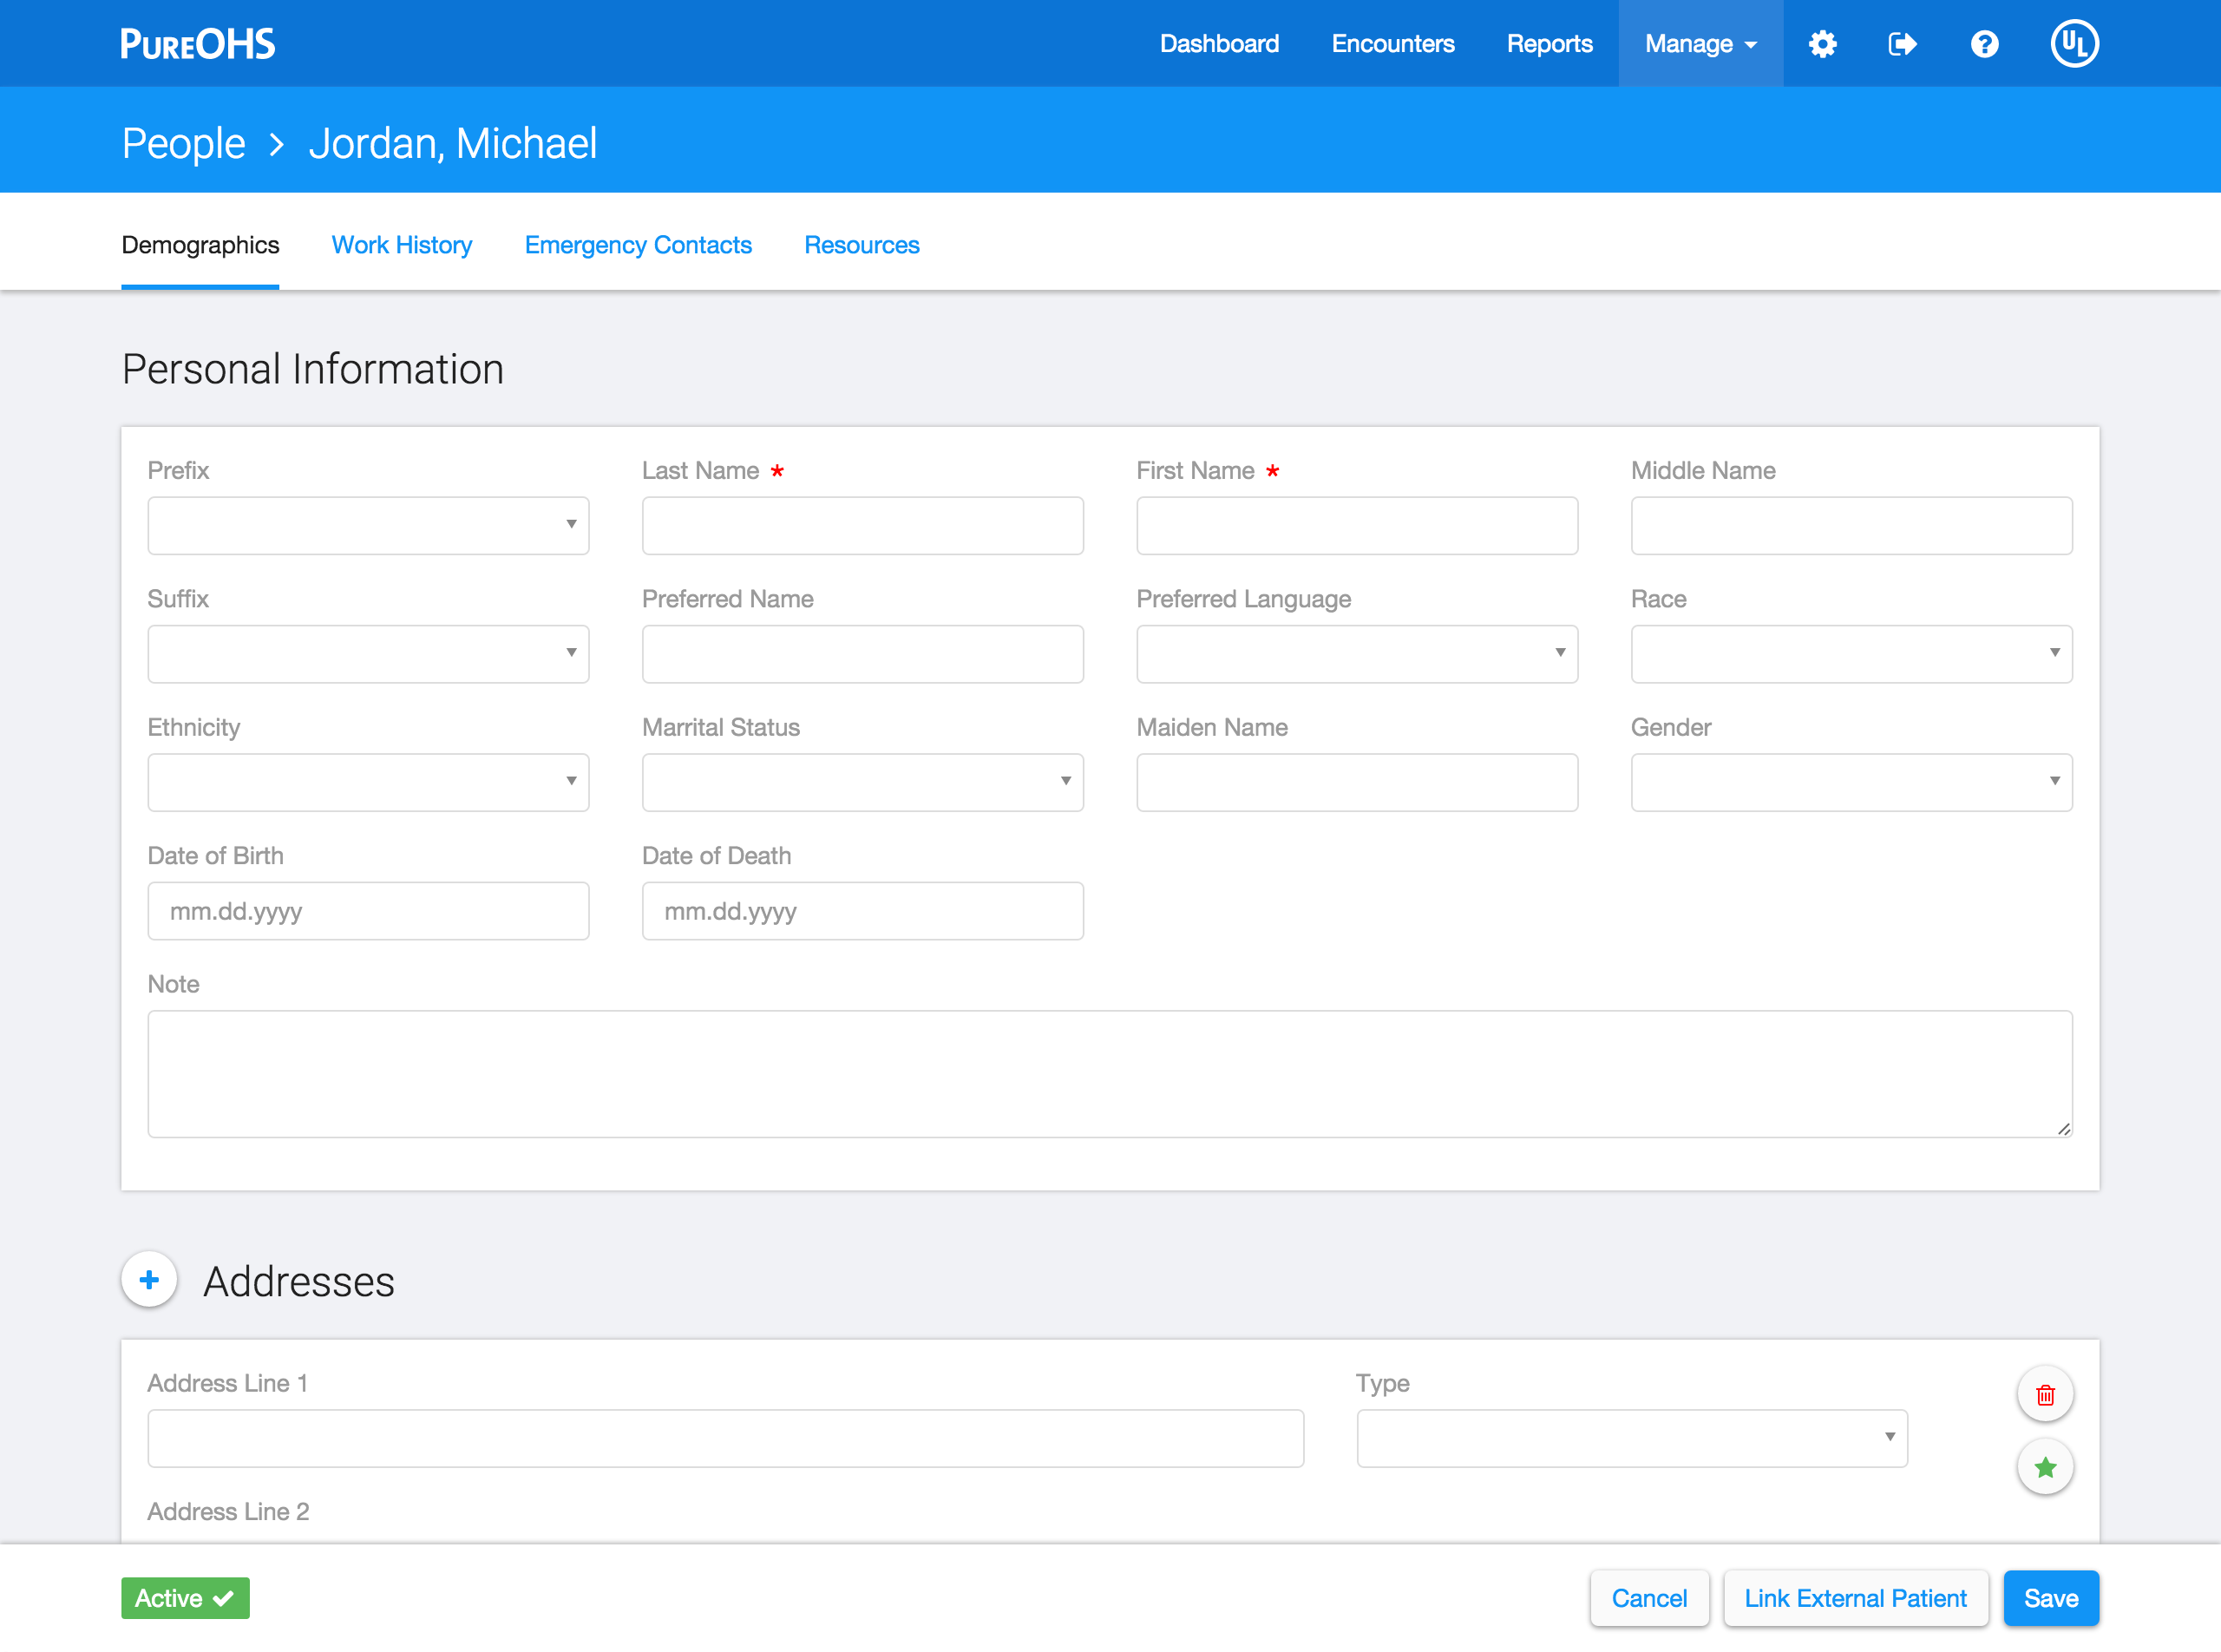 PureOHS
Dashboard Encounters Reports Manage
UL
People > Jordan, Michael
Demographics Work History Emergency Contacts Resources
Personal Information
Prefix Last Name * First Name * Middle Name
Suffix Preferred Name Preferred Language Race
Ethnicity Marrital Status Maiden Name Gender
Date of Birth Date of Death
mm.dd.yyyy mm.dd.yyyy
Note
+ Addresses
Address Line 1 Type
Address Line 2
Active Cancel Link External Patient Save